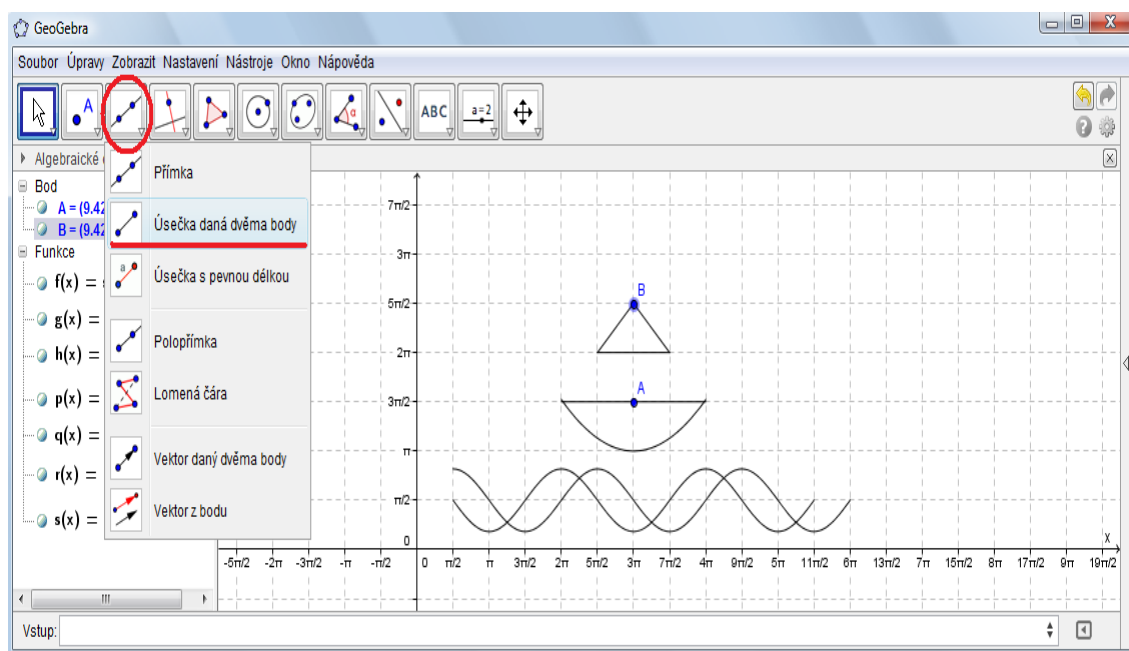 GeoGebra
Soubor Úpravy Zobrazit Nastavení Nástroje Okno Nápověda
A
α
ABC
a=2
Algebraické
Bod
A = (9.42
B = (9.42
Funkce
f(x) =
g(x) =
h(x) =
p(x) =
q(x) =
r(x) =
s(x) =
Přímka
Úsečka daná dvěma body
a
Úsečka s pevnou délkou
Polopřímka
Lomená čára
Vektor daný dvěma body
Vektor z bodu
7π/2
3π
5π/2
2π
3π/2
π
π/2
0
B
A
x
-5π/2 -2π -3π/2 -π -π/2 0 π/2 π 3π/2 2π 5π/2 3π 7π/2 4π 9π/2 5π 11π/2 6π 13π/2 7π 15π/2 8π 17π/2 9π 19π/2
Vstup: